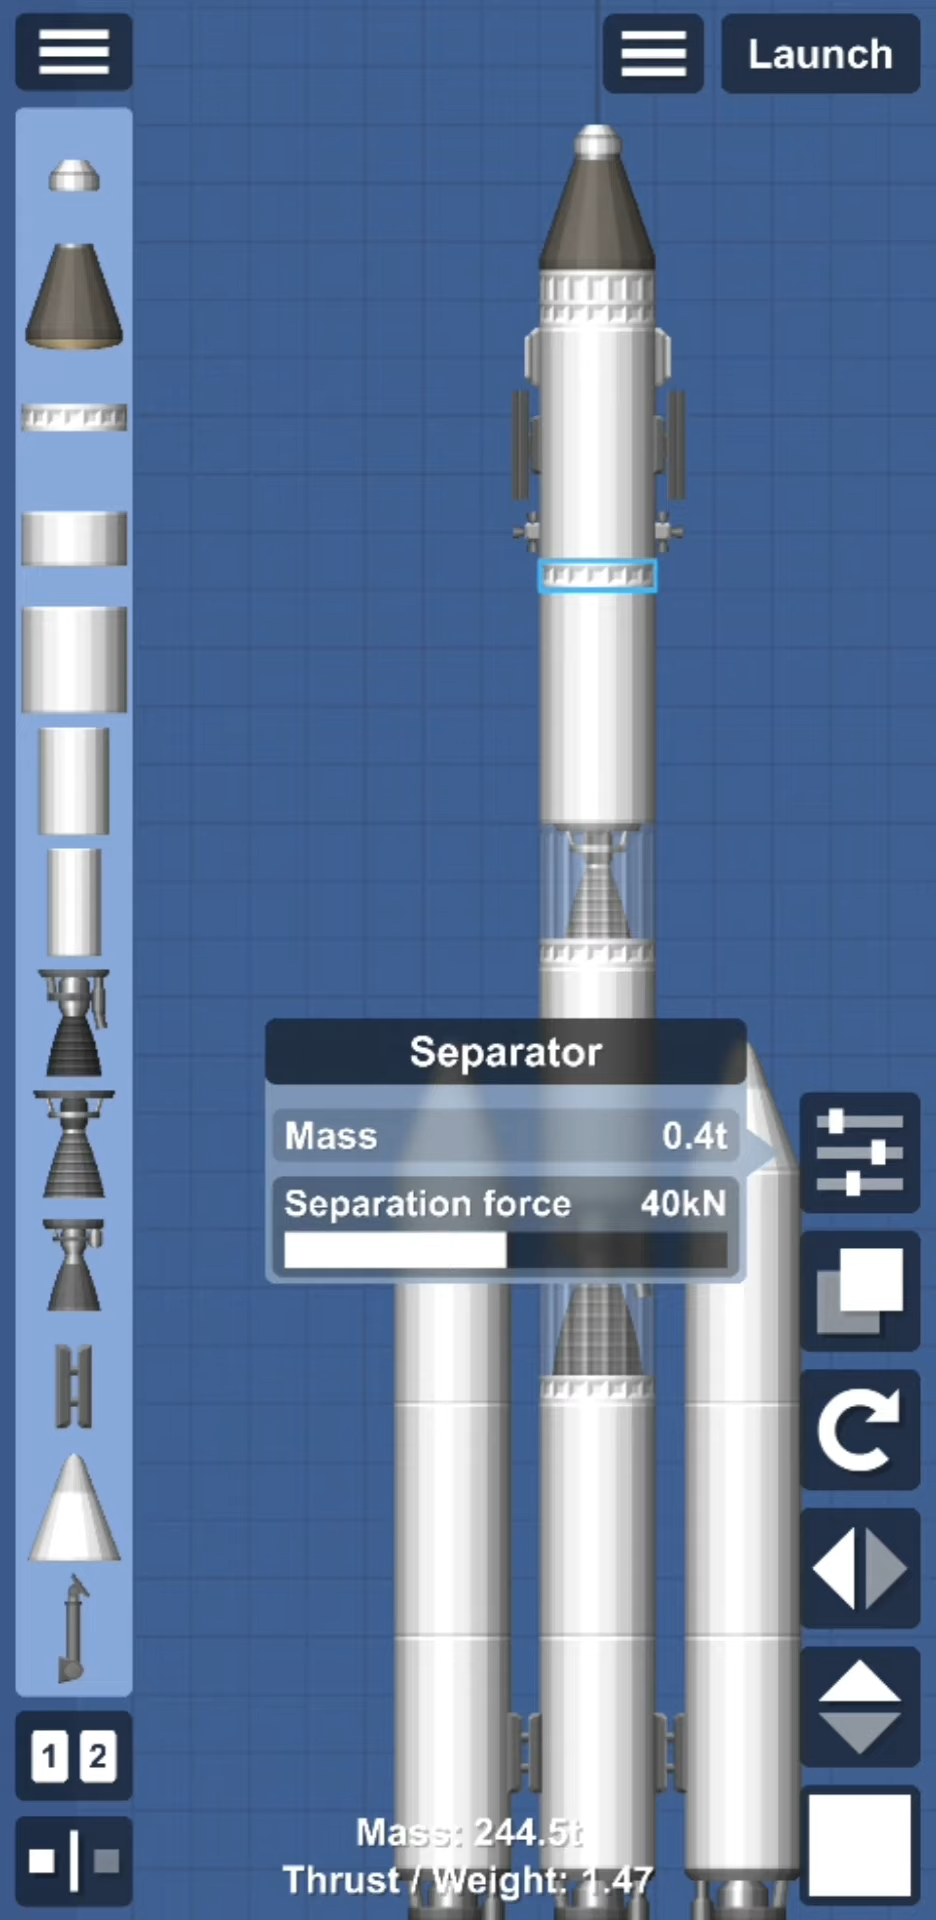 Launch
Separator
Mass 0.4t
Separation force 40kN
1 2
Mass: 244.5t
Thrust / Weight: 1.47